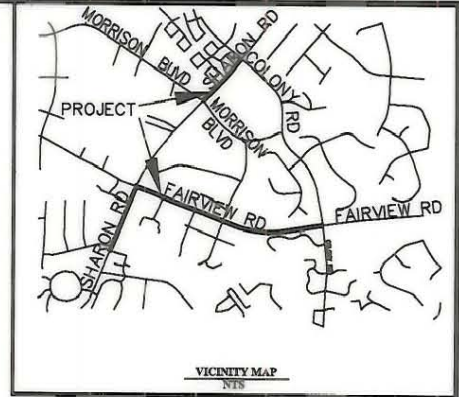 MORRISON
BLVD
SHARON RD
COLONY
RD
PROJECT
MORRISON
BLVD
FAIRVIEW RD
FAIRVIEW RD
SHARON RD
VICINITY MAP
NTS